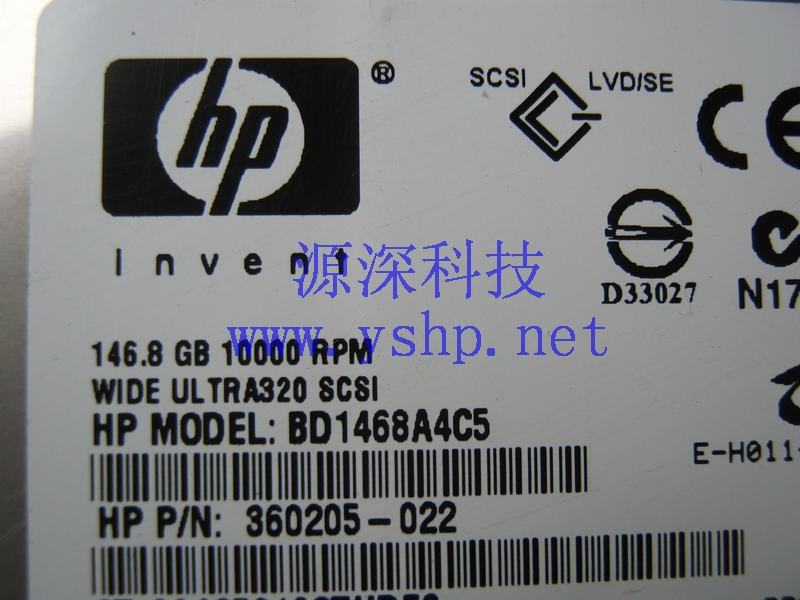 hp®
invent
SCSI LVD/SE
CE
D33027
N17
源深科技
www.yshp.net
146.8 GB 10000 RPM
WIDE ULTRA320 SCSI
HP MODEL: BD1468A4C5
E-H011-
HP P/N: 360205-022